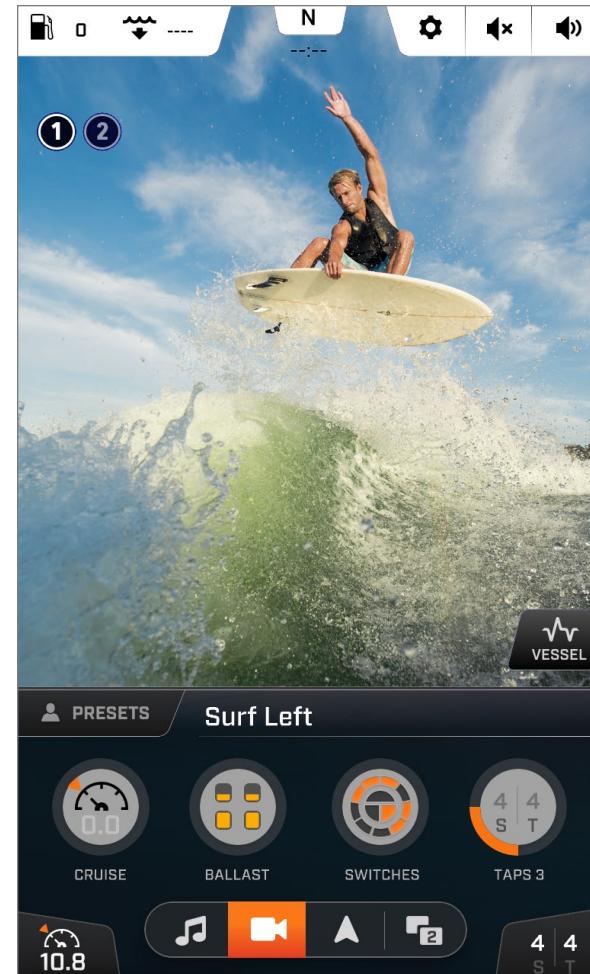 0 ---- N
--:--
1 2
VESSEL
PRESETS Surf Left
0.0
4 4
S T
CRUISE BALLAST SWITCHES TAPS 3
2
10.8
4 4
S T